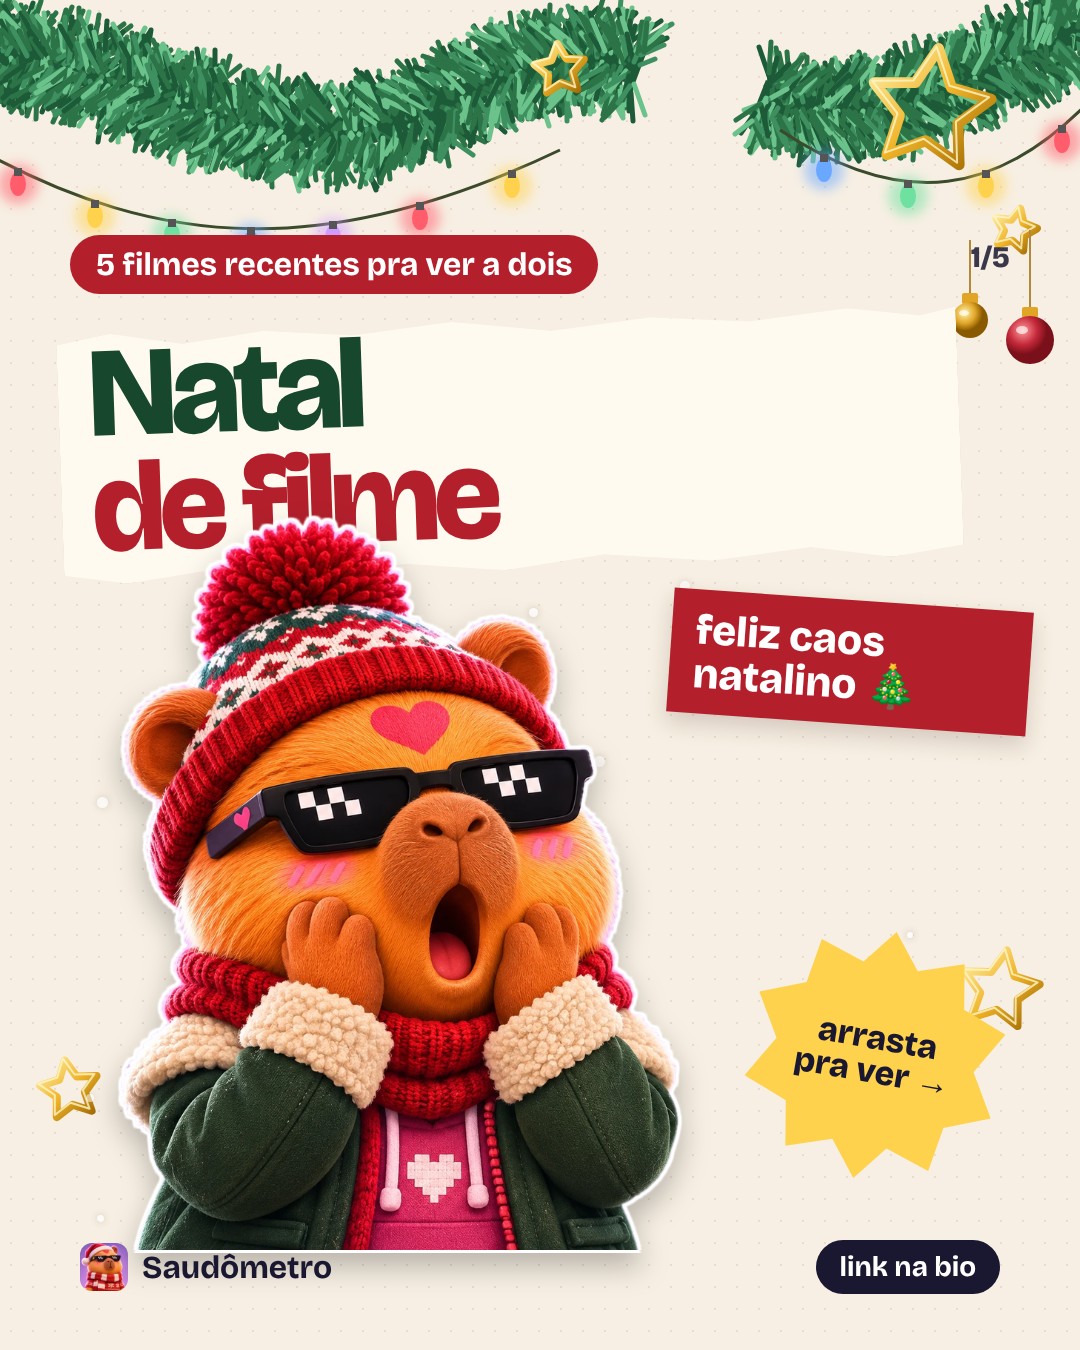 5 filmes recentes pra ver a dois
1/5
Natal
de filme
feliz caos
natalino 🎄
arrasta
pra ver →
Saudômetro
link na bio